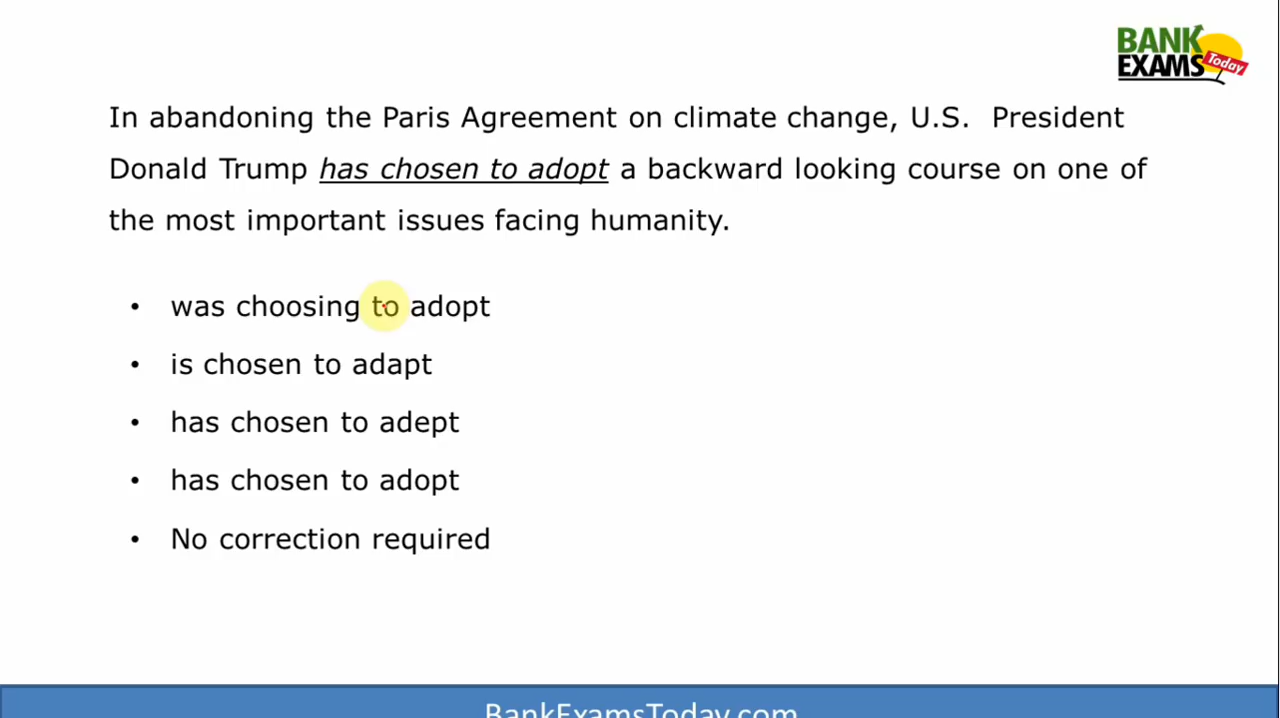 BANK
EXAMS Today
In abandoning the Paris Agreement on climate change, U.S.  President
Donald Trump has chosen to adopt a backward looking course on one of
the most important issues facing humanity.
• was choosing to adopt
• is chosen to adapt
• has chosen to adept
• has chosen to adopt
• No correction required
BankExamsToday.com